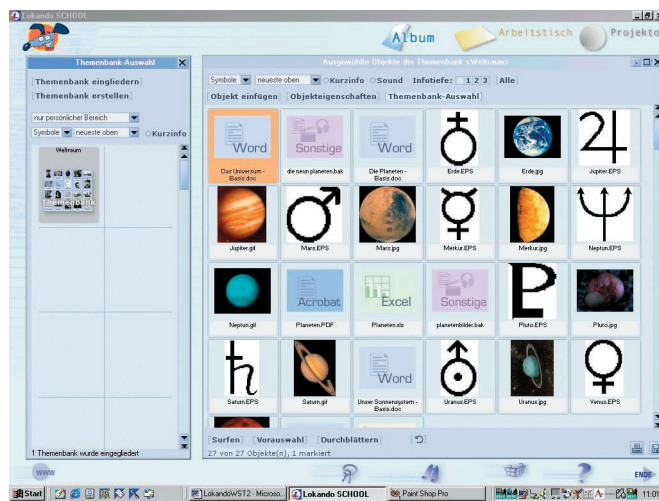 Lokando SCHOOL
Album
Arbeitstisch
Projekto
Themenbank-Auswahl
Themenbank eingliedern
Themenbank erstellen
nur persönlicher Bereich
Symbole neueste oben Kurzinfo
Weltraum
Themenbank
1 Themenbank wurde eingegliedert
Ausgewählte Objekte der Themenbank <Weltraum>
Symbole neueste oben Kurzinfo Sound Infotiefe: 1 2 3 Alle
Objekt einfügen Objekteigenschaften Themenbank-Auswahl
Word Sonstige Word
Das Universum - Basis.doc die neun planeten.bak Die Planeten - Basis.doc Erde.EPS Erde.jpg Jupiter.EPS
Jupiter.gif Mars.EPS Mars.jpg Merkur.EPS Merkur.jpg Neptun.EPS
Acrobat Excel Sonstige
Neptun.gif Planeten.PDF Planeten.xls planetenbilder.bak Pluto.EPS Pluto.jpg
Word
Saturn.EPS Saturn.gif Unser Sonnensystem - Basis.doc Uranus.EPS Uranus.jpg Venus.EPS
Surfen Vorauswahl Durchblättern
27 von 27 Objekte(n), 1 markiert
www
ENDE
Start LokandoWST2 - Microso... Lokando SCHOOL Paint Shop Pro